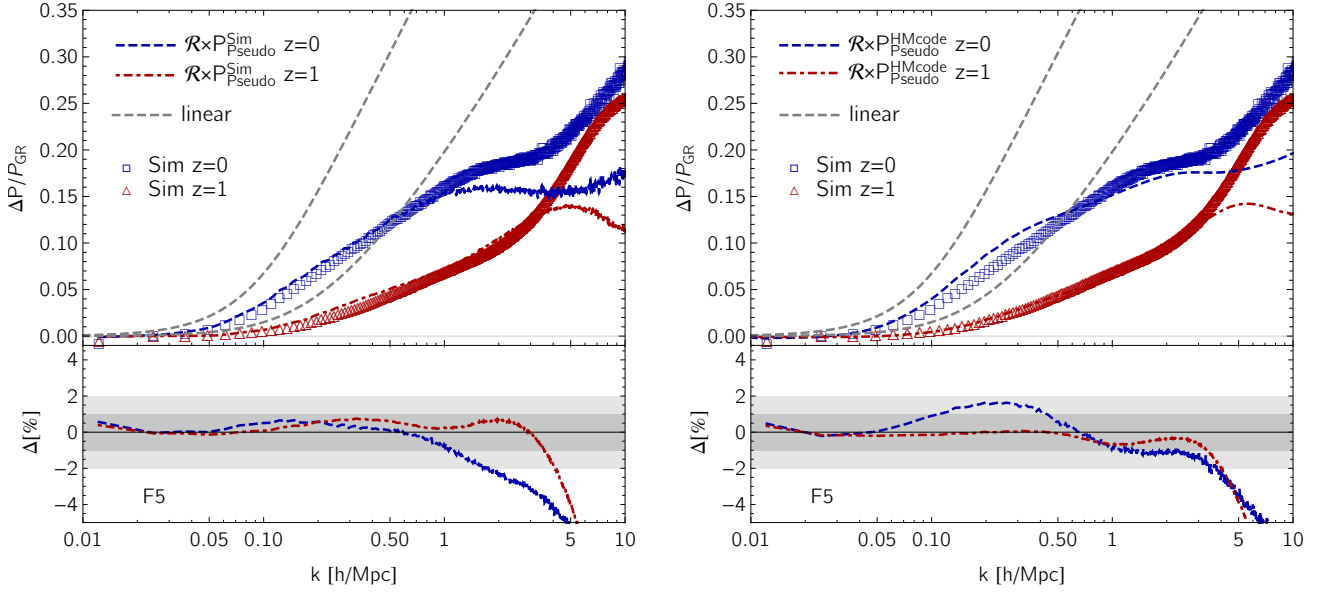 0.35
0.30
0.25
0.20
0.15
0.10
0.05
0.00
ΔP/P_GR
ℛ×P^Sim_Pseudo z=0
ℛ×P^Sim_Pseudo z=1
linear
Sim z=0
Sim z=1
4
2
0
−2
−4
Δ[%]
F5
0.01 0.05 0.10 0.50 1 5 10
k [h/Mpc]
0.35
0.30
0.25
0.20
0.15
0.10
0.05
0.00
ΔP/P_GR
ℛ×P^HMcode_Pseudo z=0
ℛ×P^HMcode_Pseudo z=1
linear
Sim z=0
Sim z=1
4
2
0
−2
−4
Δ[%]
F5
0.01 0.05 0.10 0.50 1 5 10
k [h/Mpc]